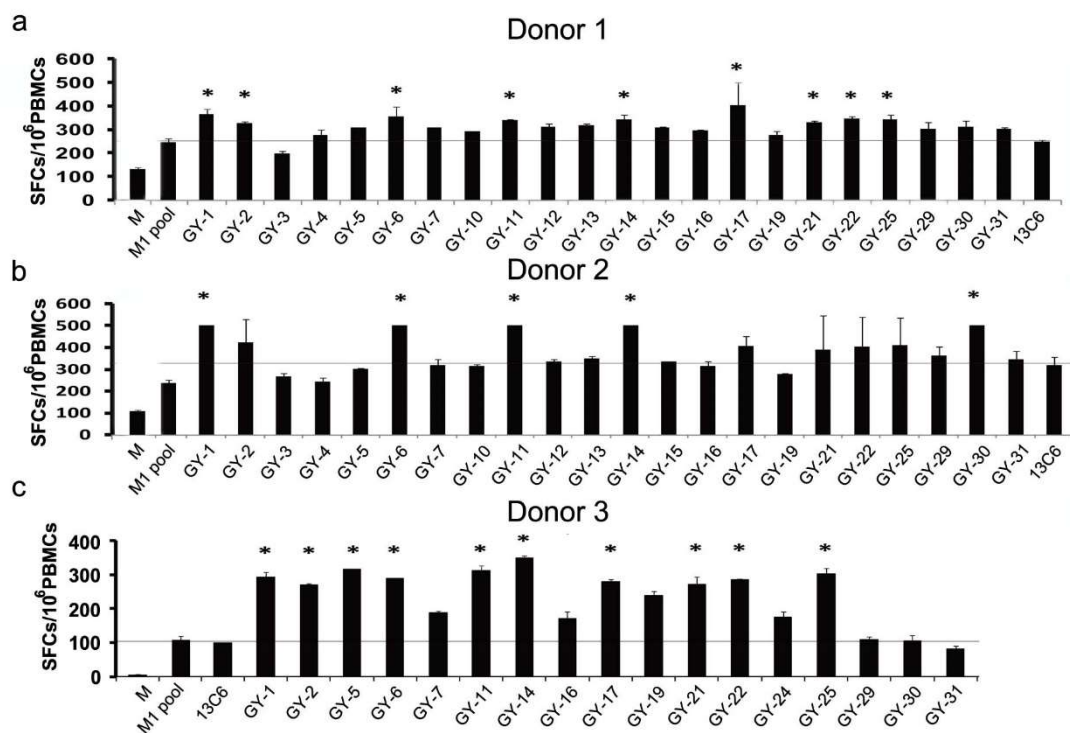 a
Donor 1
SFCs/10⁶PBMCs
600
500
400
300
200
100
0
* * * * * * * * *
M M1 pool GY-1 GY-2 GY-3 GY-4 GY-5 GY-6 GY-7 GY-10 GY-11 GY-12 GY-13 GY-14 GY-15 GY-16 GY-17 GY-19 GY-21 GY-22 GY-25 GY-29 GY-30 GY-31 13C6
b
Donor 2
SFCs/10⁶PBMCs
600
500
400
300
200
100
0
* * * * *
M M1 pool GY-1 GY-2 GY-3 GY-4 GY-5 GY-6 GY-7 GY-10 GY-11 GY-12 GY-13 GY-14 GY-15 GY-16 GY-17 GY-19 GY-21 GY-22 GY-25 GY-29 GY-30 GY-31 13C6
c
Donor 3
SFCs/10⁶PBMCs
400
300
200
100
0
* * * * * * * * * *
M M1 pool 13C6 GY-1 GY-2 GY-5 GY-6 GY-7 GY-11 GY-14 GY-16 GY-17 GY-19 GY-21 GY-22 GY-24 GY-25 GY-29 GY-30 GY-31